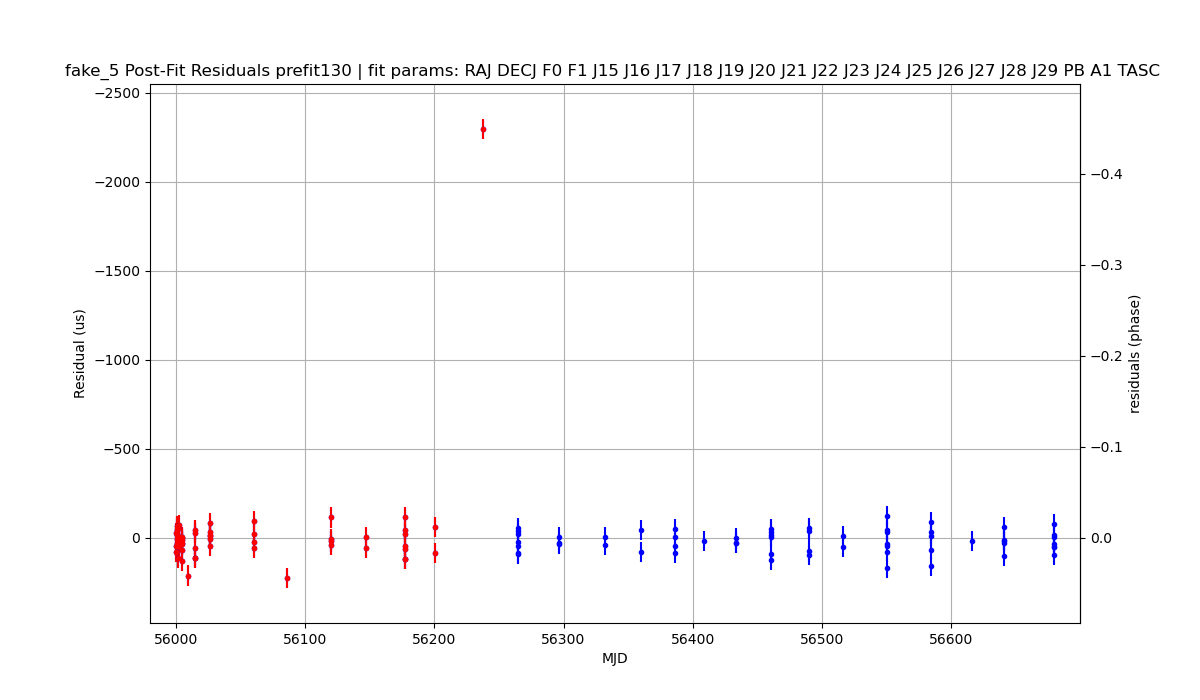 fake_5 Post-Fit Residuals prefit130 | fit params: RAJ DECJ F0 F1 J15 J16 J17 J18 J19 J20 J21 J22 J23 J24 J25 J26 J27 J28 J29 PB A1 TASC
−2500
−2000
−1500
−1000
−500
0
Residual (us)
−0.4
−0.3
−0.2
−0.1
0.0
residuals (phase)
56000 56100 56200 56300 56400 56500 56600
MJD